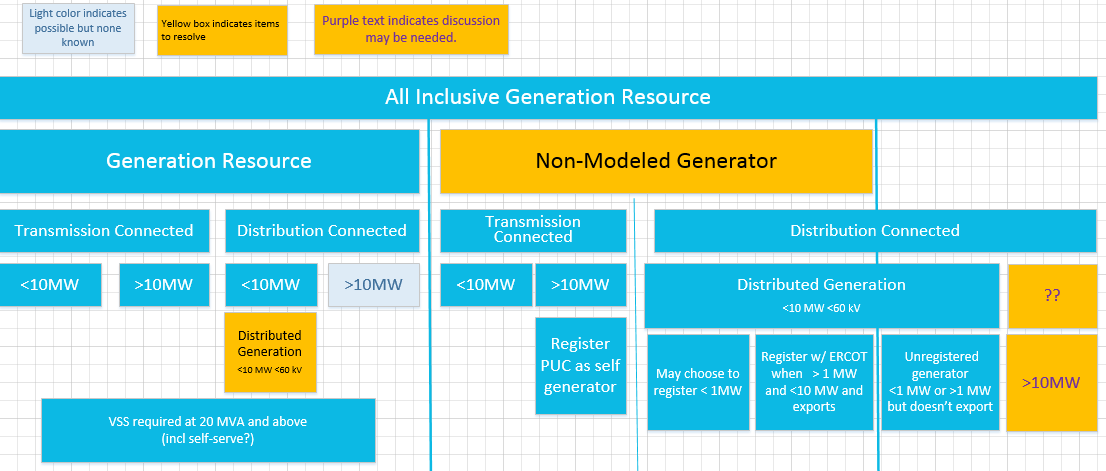 Light color indicates
possible but none
known
Yellow box indicates items
to resolve
Purple text indicates discussion
may be needed.
All Inclusive Generation Resource
Generation Resource
Non-Modeled Generator
Transmission Connected
Distribution Connected
Transmission
Connected
Distribution Connected
<10MW
>10MW
<10MW
>10MW
<10MW
>10MW
Distributed Generation
<10 MW <60 kV
??
Distributed
Generation
<10 MW <60 kV
Register
PUC as self
generator
May choose to
register < 1MW
Register w/ ERCOT
when > 1 MW
and <10 MW and
exports
Unregistered
generator
<1 MW or >1 MW
but doesn't export
>10MW
VSS required at 20 MVA and above
(incl self-serve?)